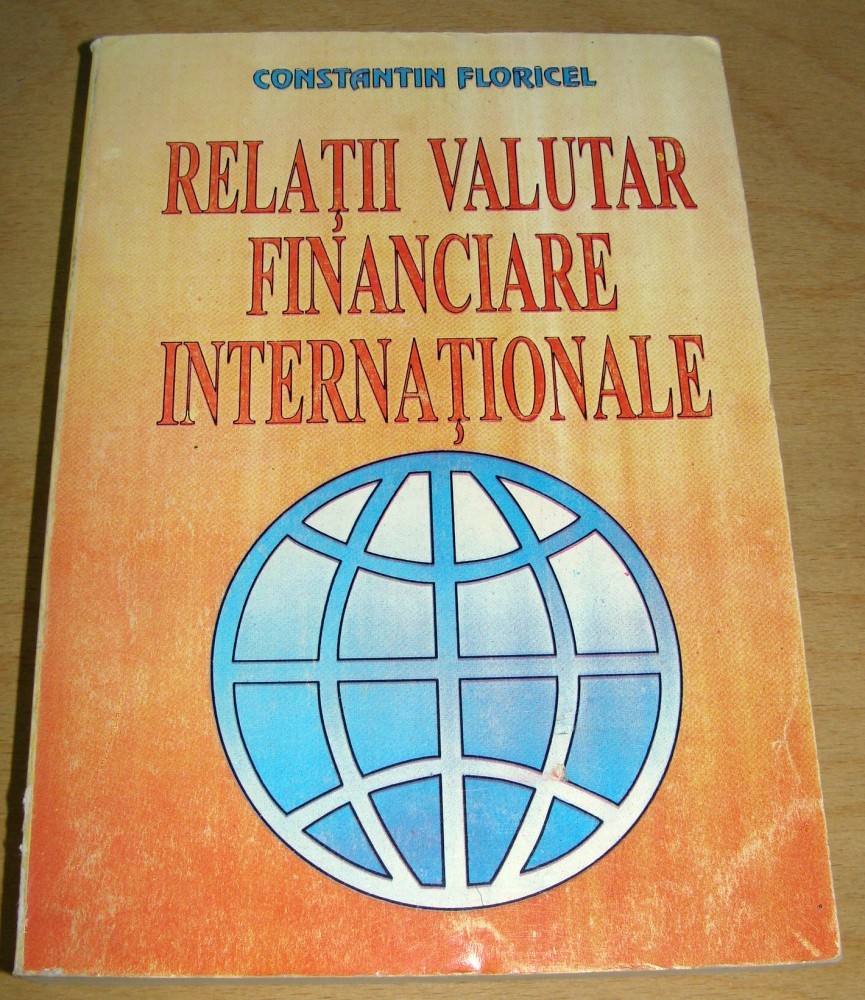 CONSTANTIN FLORICEL
RELAȚII VALUTAR
FINANCIARE
INTERNAȚIONALE